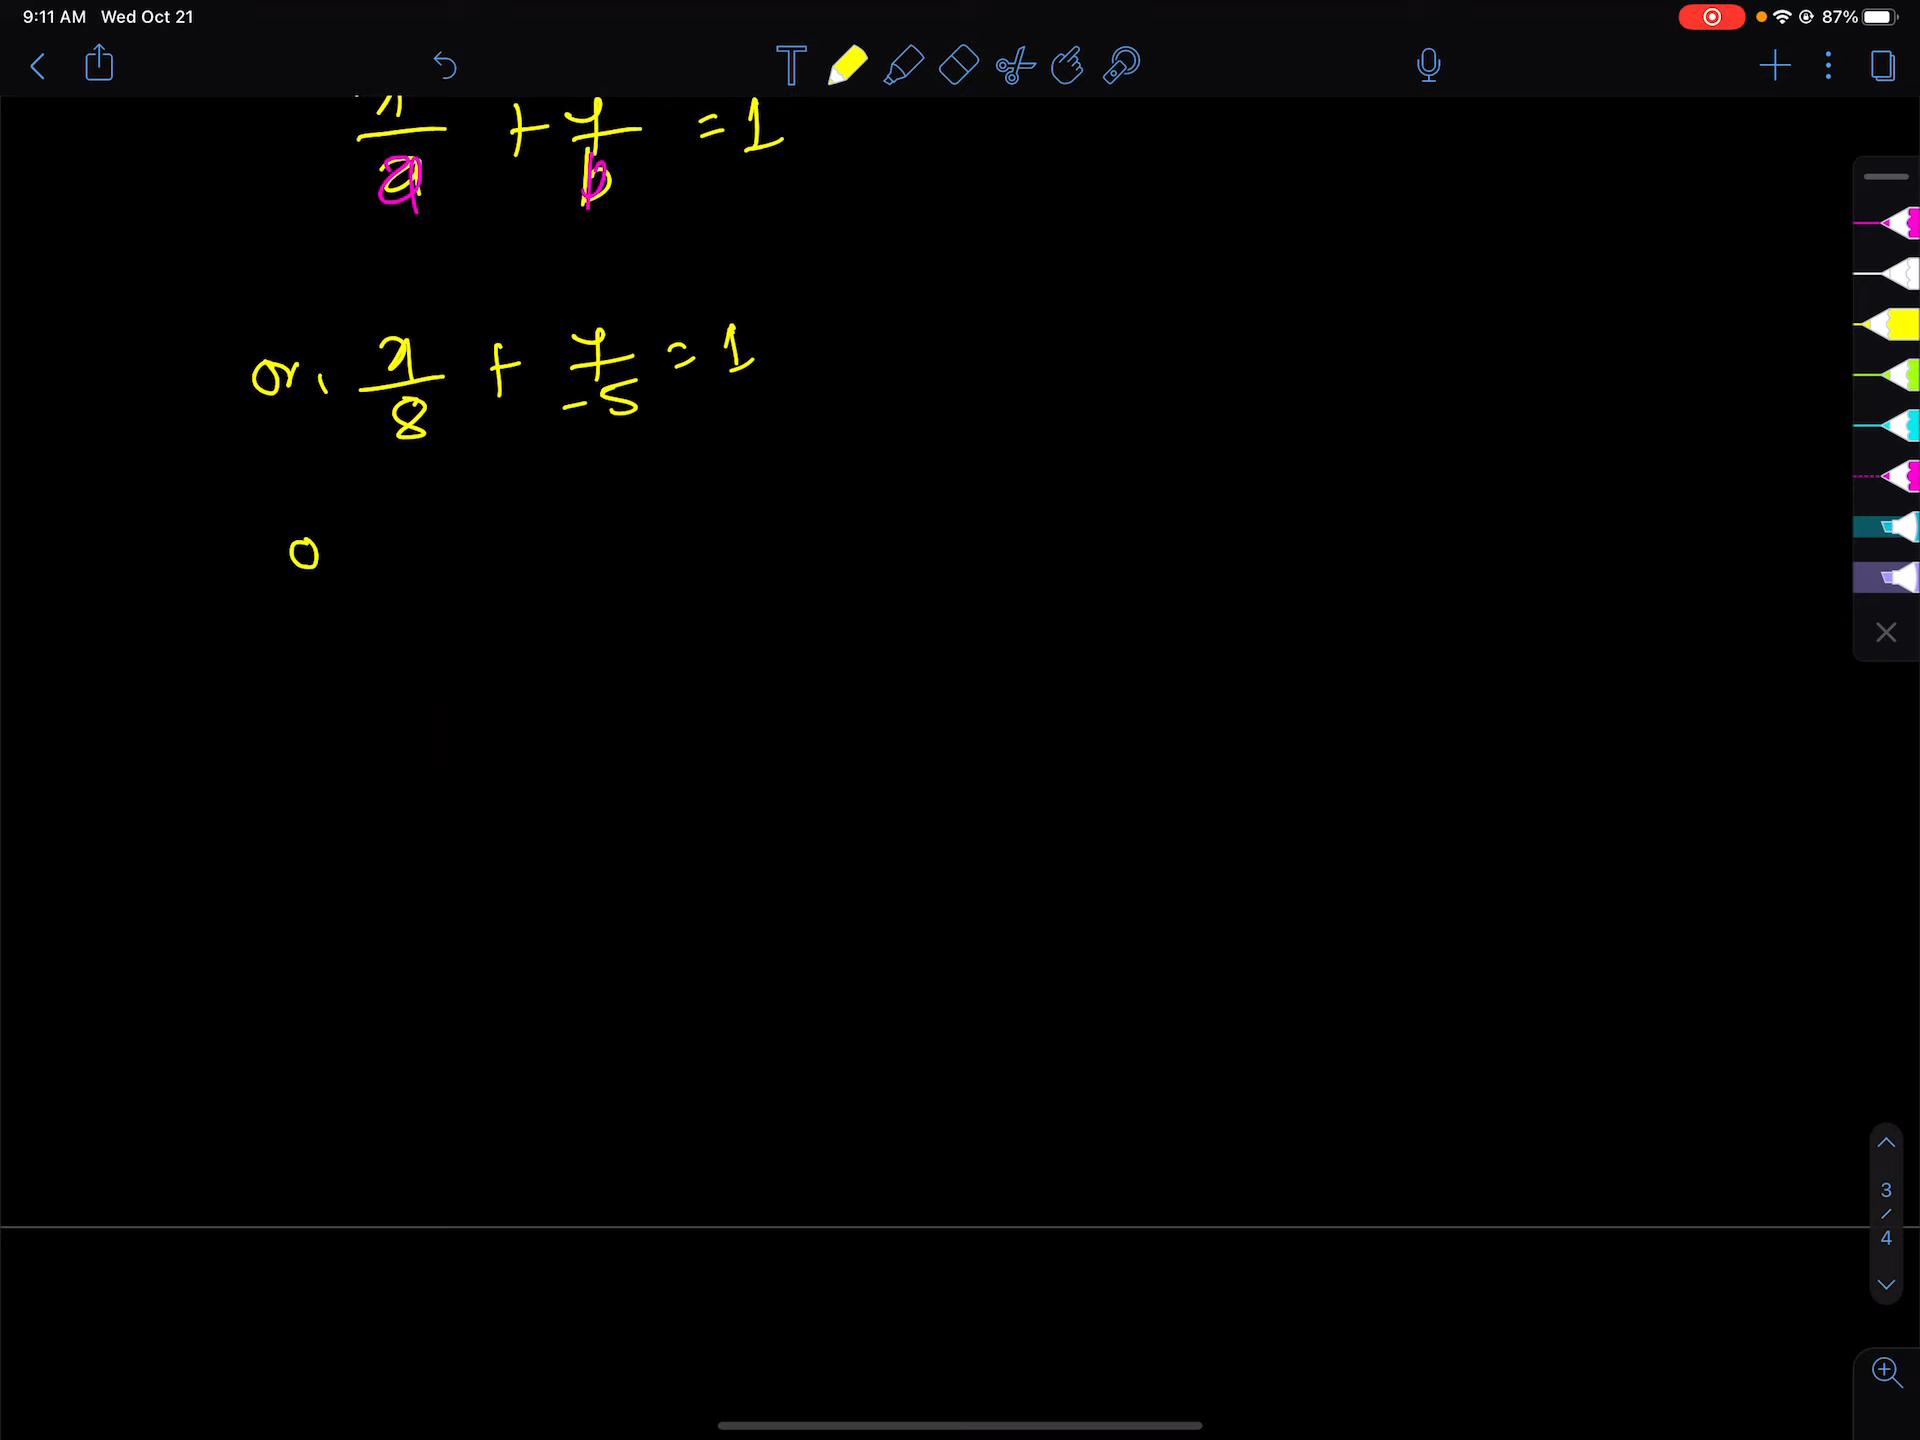 9:11 AM Wed Oct 21 87%
T
x/a + y/b = 1
or, x/8 + y/-5 = 1
o
3
/
4